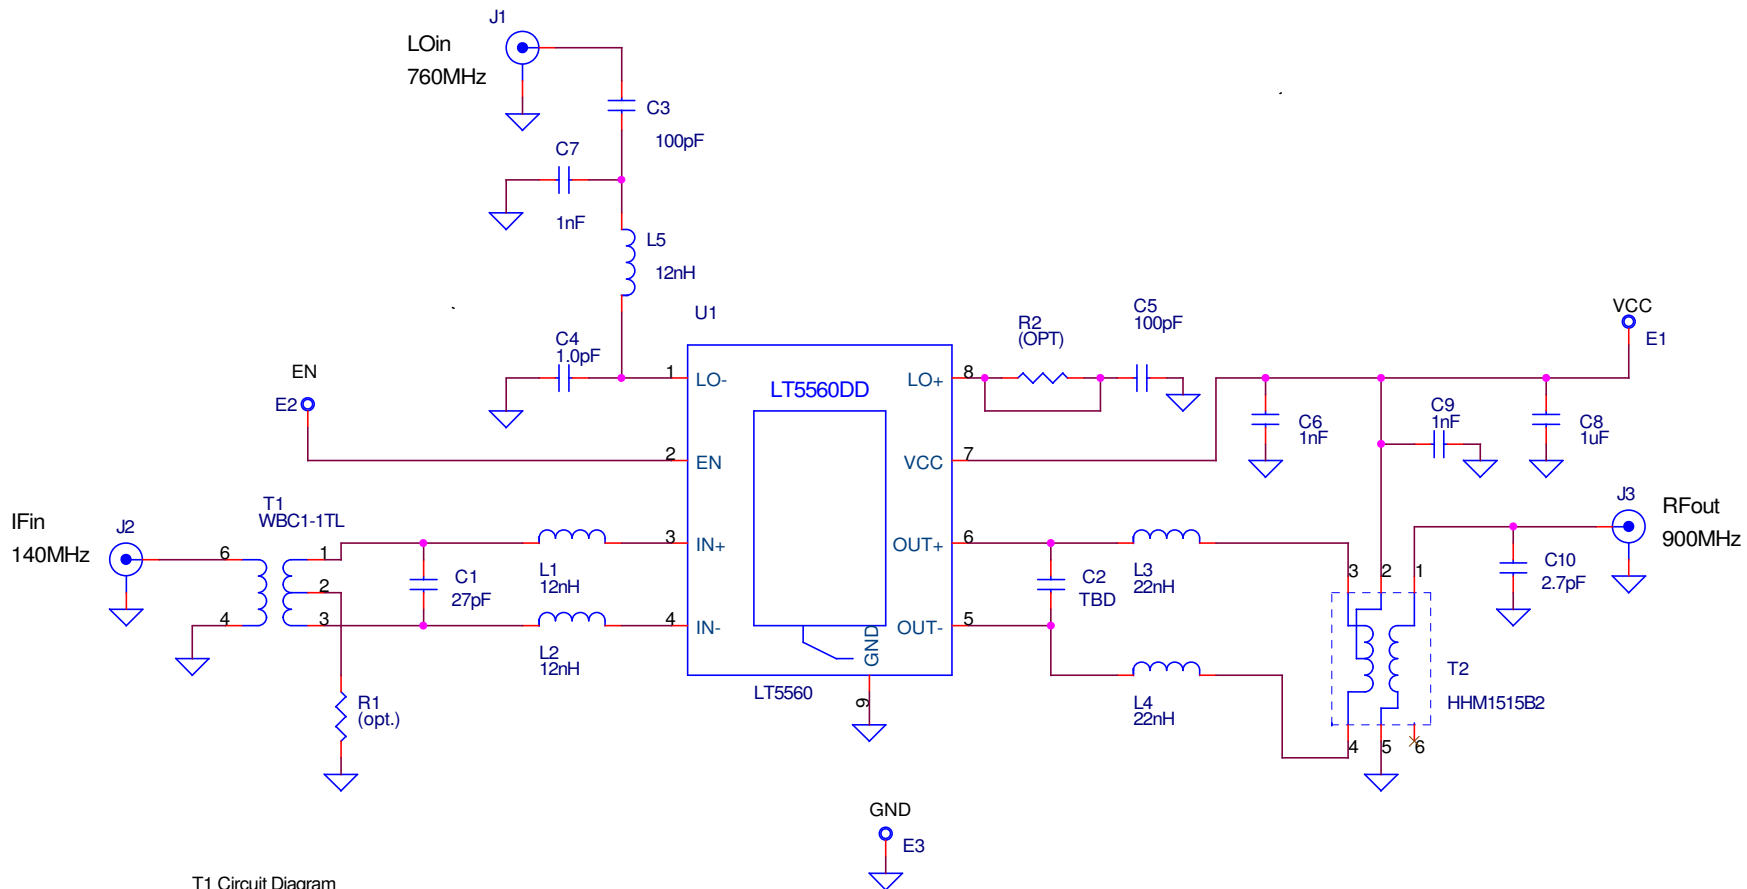 J1
LOin
760MHz
C3
100pF
C7
1nF
L5
12nH
U1
C4
1.0pF
EN
E2
1
LO-
2
EN
3
IN+
4
IN-
LT5560DD
8
LO+
7
VCC
6
OUT+
5
OUT-
GND
9
LT5560
R2
(OPT)
C5
100pF
VCC
E1
C6
1nF
C9
1nF
C8
1uF
IFin
140MHz
J2
T1
WBC1-1TL
6
4
1
2
3
C1
27pF
L1
12nH
L2
12nH
R1
(opt.)
C2
TBD
L3
22nH
L4
22nH
3
2
1
4
5
6
T2
HHM1515B2
J3
RFout
900MHz
C10
2.7pF
GND
E3
T1 Circuit Diagram